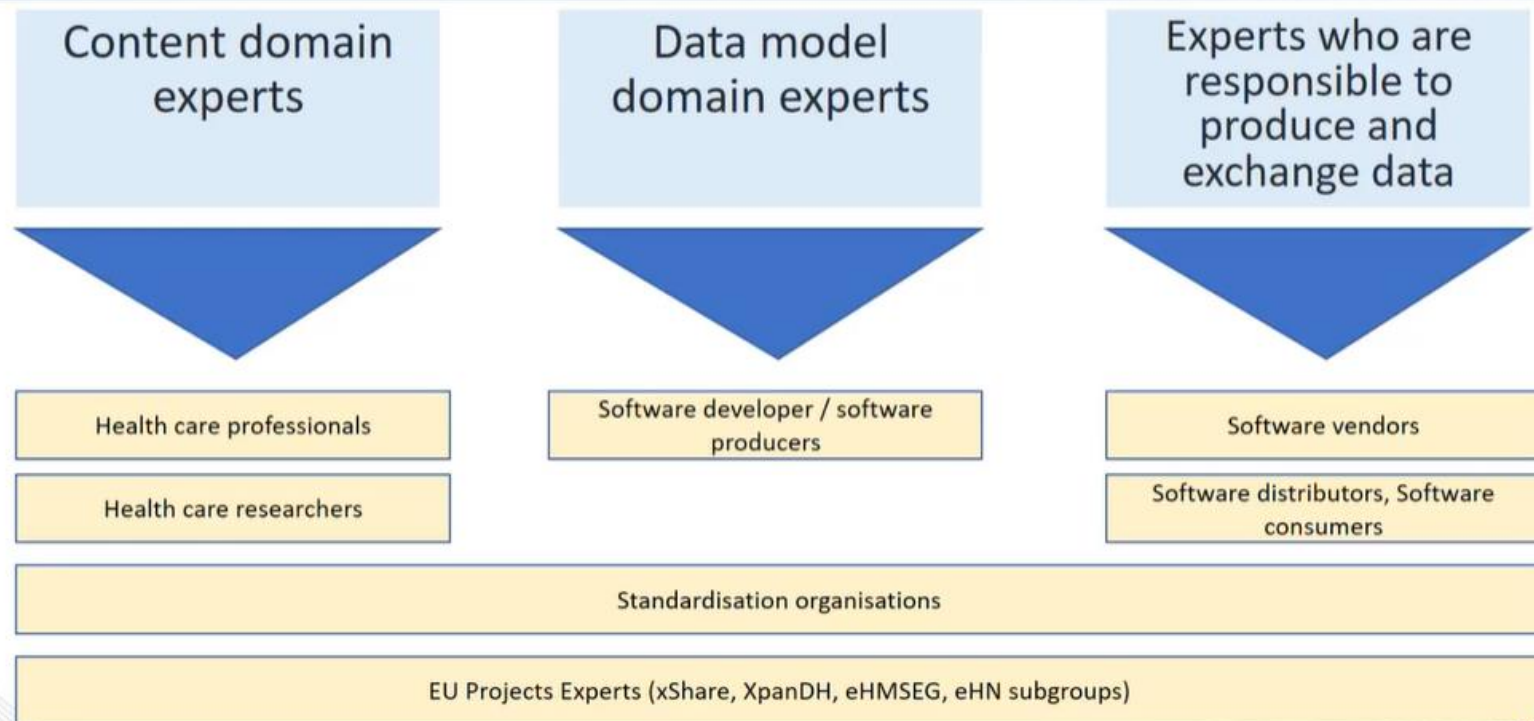 Content domain
experts
Data model
domain experts
Experts who are
responsible to
produce and
exchange data
Health care professionals
Software developer / software
producers
Software vendors
Health care researchers
Software distributors, Software
consumers
Standardisation organisations
EU Projects Experts (xShare, XpanDH, eHMSEG, eHN subgroups)